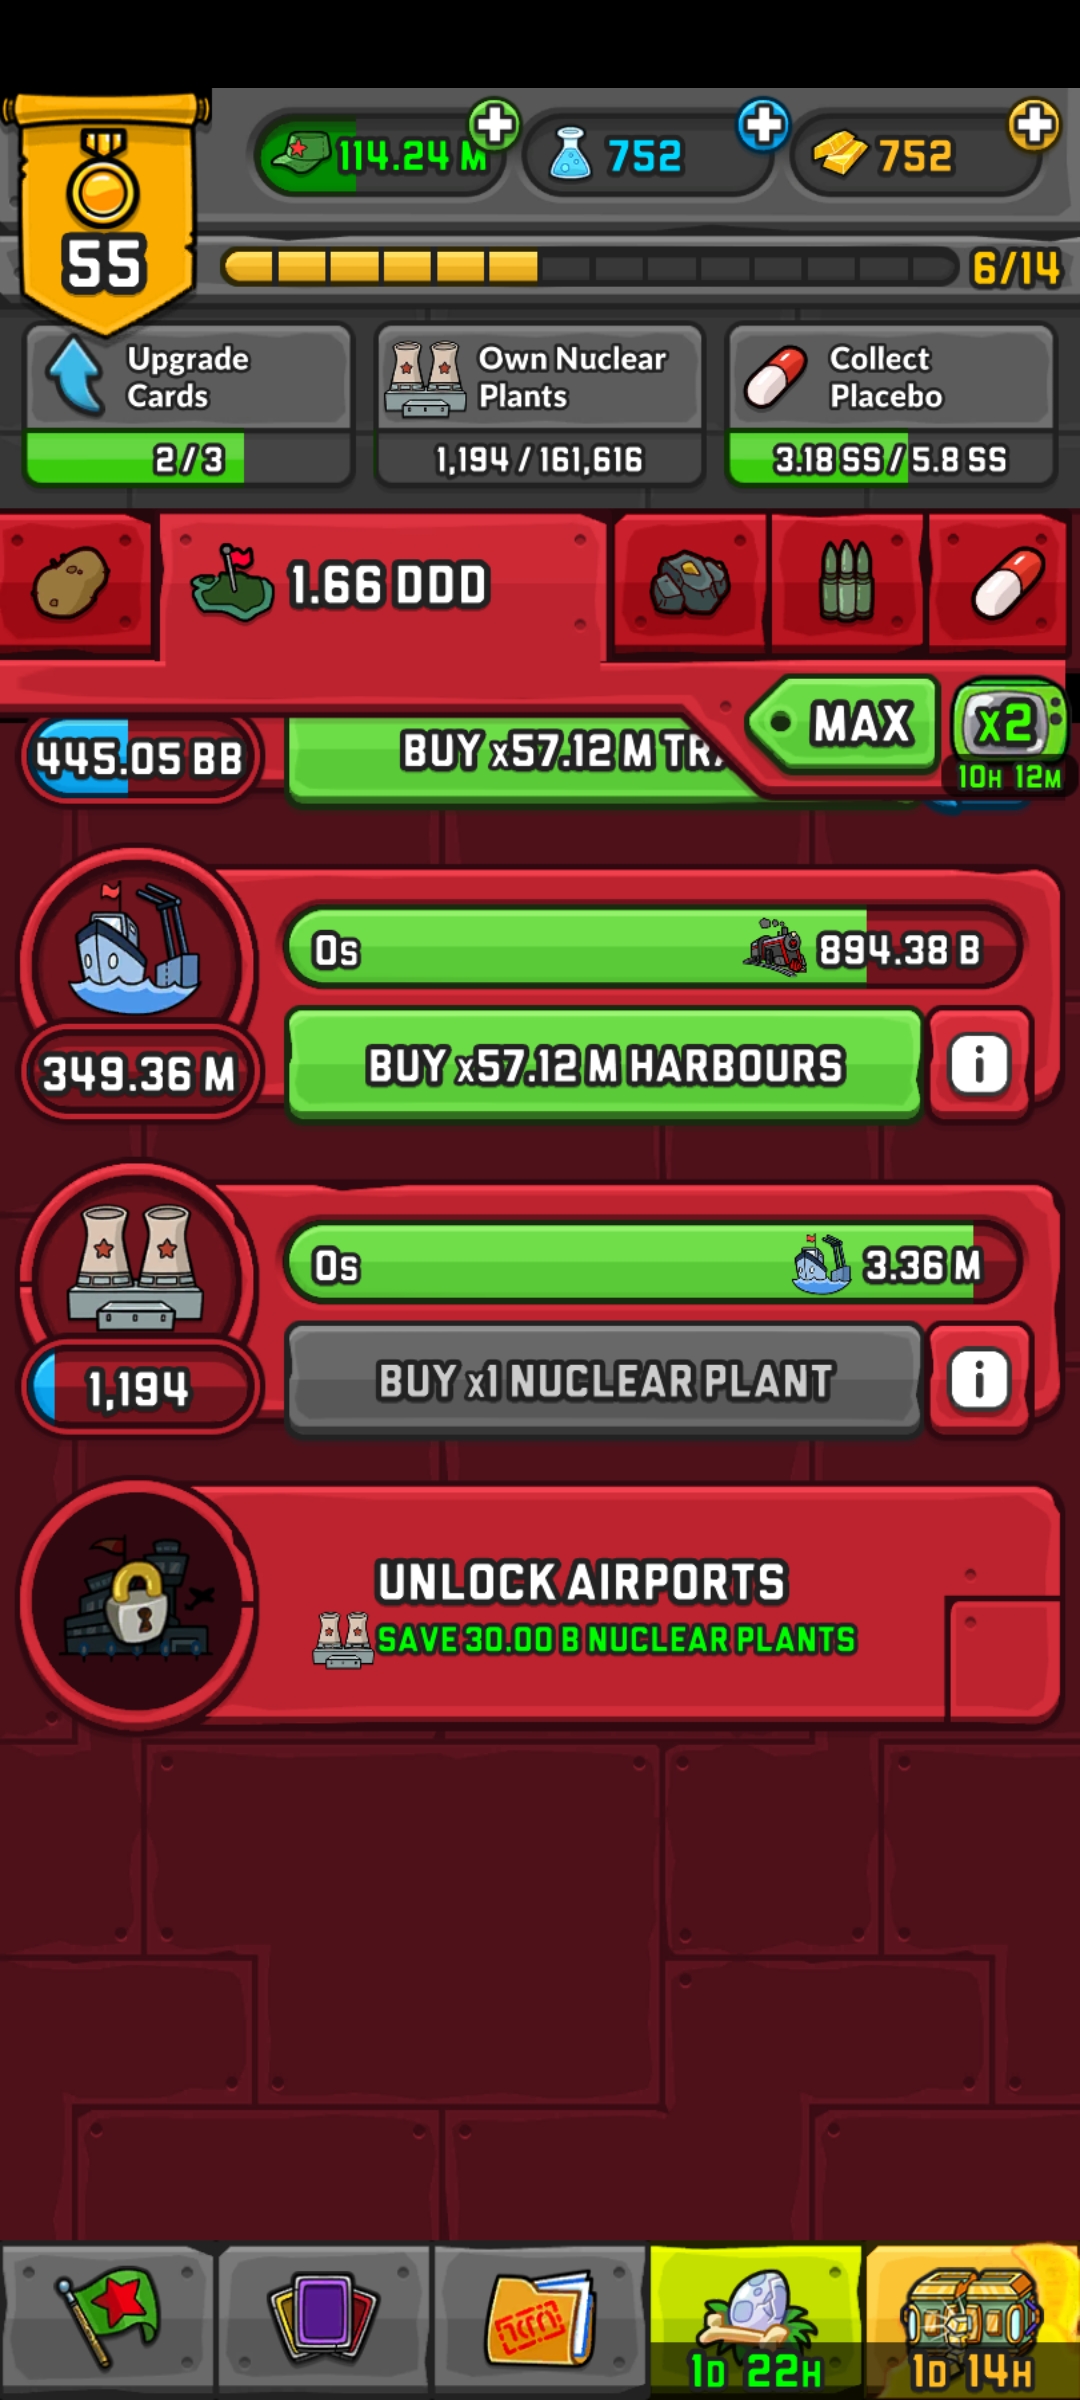 114.24 M
752
752
55
6/14
Upgrade
Cards
2/3
Own Nuclear
Plants
1,194 / 161,616
Collect
Placebo
3.18 SS / 5.8 SS
1.66 DDD
MAX
x2
10H 12M
445.05 BB
BUY x57.12 M
0s
894.38 B
349.36 M
BUY x57.12 M HARBOURS
i
0s
3.36 M
1,194
BUY x1 NUCLEAR PLANT
i
UNLOCK AIRPORTS
SAVE 30.00 B NUCLEAR PLANTS
1D 22H
1D 14H